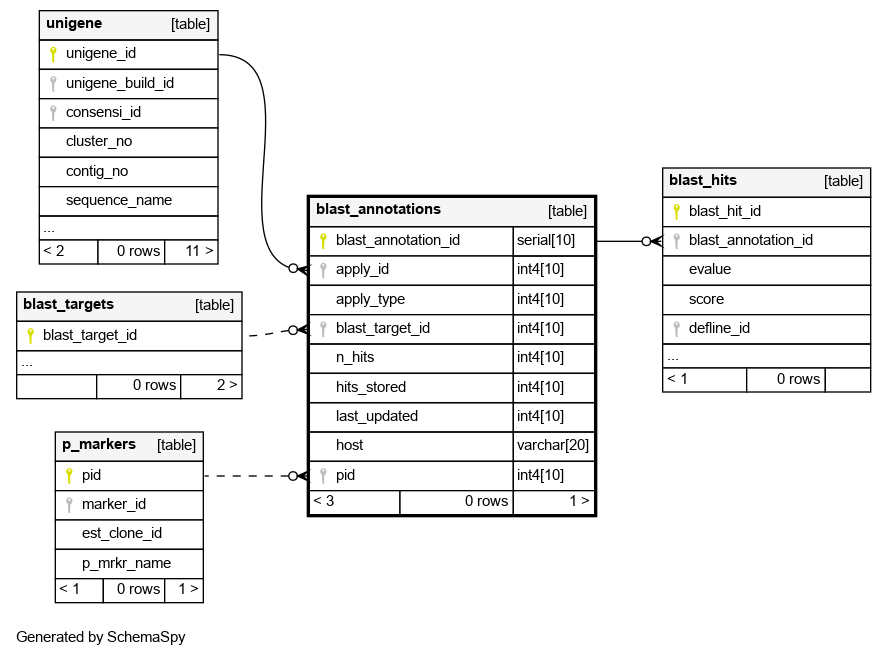 unigene [table]
unigene_id
unigene_build_id
consensi_id
cluster_no
contig_no
sequence_name
...
< 2 0 rows 11 >
blast_targets [table]
blast_target_id
...
0 rows 2 >
p_markers [table]
pid
marker_id
est_clone_id
p_mrkr_name
< 1 0 rows 1 >
blast_annotations [table]
blast_annotation_id serial[10]
apply_id int4[10]
apply_type int4[10]
blast_target_id int4[10]
n_hits int4[10]
hits_stored int4[10]
last_updated int4[10]
host varchar[20]
pid int4[10]
< 3 0 rows 1 >
blast_hits [table]
blast_hit_id
blast_annotation_id
evalue
score
defline_id
...
< 1 0 rows
Generated by SchemaSpy